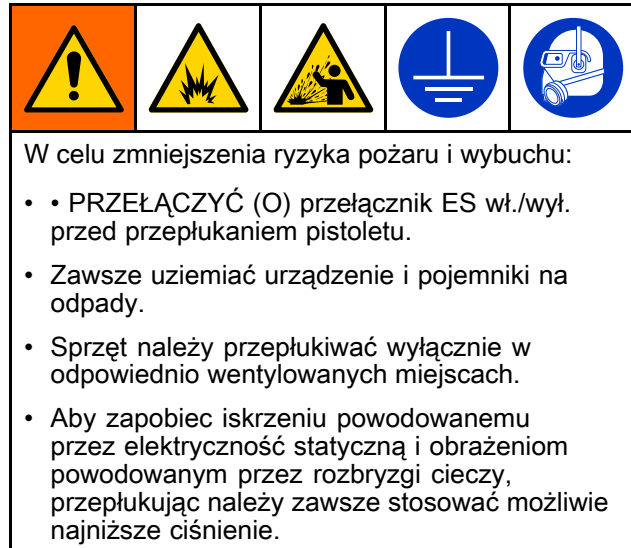 W celu zmniejszenia ryzyka pożaru i wybuchu:
• • PRZEŁĄCZYĆ (O) przełącznik ES wł./wył.
przed przepłukaniem pistoletu.
• Zawsze uziemiać urządzenie i pojemniki na
odpady.
• Sprzęt należy przepłukiwać wyłącznie w
odpowiednio wentylowanych miejscach.
• Aby zapobiec iskrzeniu powodowanemu
przez elektryczność statyczną i obrażeniom
powodowanym przez rozbryzgi cieczy,
przepłukując należy zawsze stosować możliwie
najniższe ciśnienie.